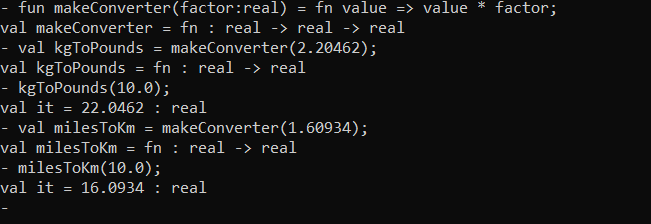 - fun makeConverter(factor:real) = fn value => value * factor;
val makeConverter = fn : real -> real -> real
- val kgToPounds = makeConverter(2.20462);
val kgToPounds = fn : real -> real
- kgToPounds(10.0);
val it = 22.0462 : real
- val milesToKm = makeConverter(1.60934);
val milesToKm = fn : real -> real
- milesToKm(10.0);
val it = 16.0934 : real
-